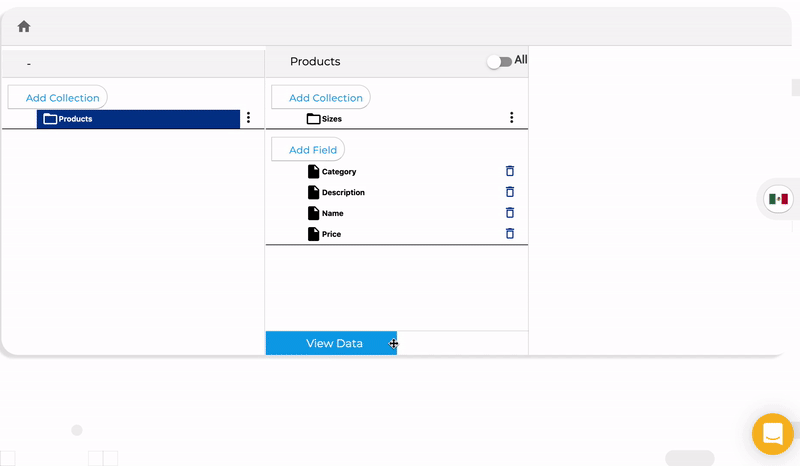 -
Products
All
Add Collection
Products
Add Collection
Sizes
Add Field
Category
Description
Name
Price
View Data